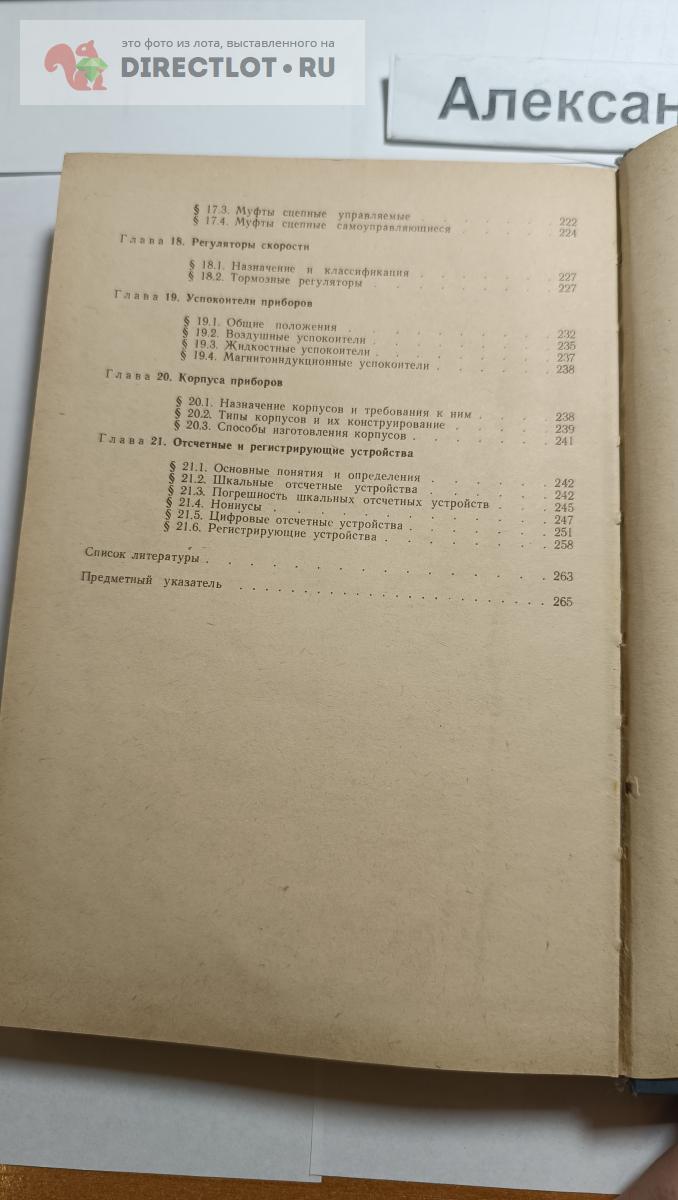 это фото из лота, выставленного на
DIRECTLOT•RU
Алексан
§ 17.3. Муфты сцепные управляемые . . . . . . 222
§ 17.4. Муфты сцепные самоуправляющиеся . . . . . 224
Глава 18. Регуляторы скорости
§ 18.1. Назначение и классификация . . . . . . 227
§ 18.2. Тормозные регуляторы . . . . . . . 227
Глава 19. Успокоители приборов
§ 19.1. Общие положения . . . . . . . . 232
§ 19.2. Воздушные успокоители . . . . . . . 235
§ 19.3. Жидкостные успокоители . . . . . . . 237
§ 19.4. Магнитоиндукционные успокоители . . . . . 238
Глава 20. Корпуса приборов
§ 20.1. Назначение корпусов и требования к ним . . . . 238
§ 20.2. Типы корпусов и их конструирование . . . . . 239
§ 20.3. Способы изготовления корпусов . . . . . . 241
Глава 21. Отсчетные и регистрирующие устройства
§ 21.1. Основные понятия и определения . . . . . 242
§ 21.2. Шкальные отсчетные устройства . . . . . 242
§ 21.3. Погрешность шкальных отсчетных устройств . . . 245
§ 21.4. Нониусы . . . . . . . . . . 247
§ 21.5. Цифровые отсчетные устройства . . . . . . 251
§ 21.6. Регистрирующие устройства . . . . . . . 258
Список литературы . . . . . . . . . . . . . 263
Предметный указатель . . . . . . . . . . . . . 265